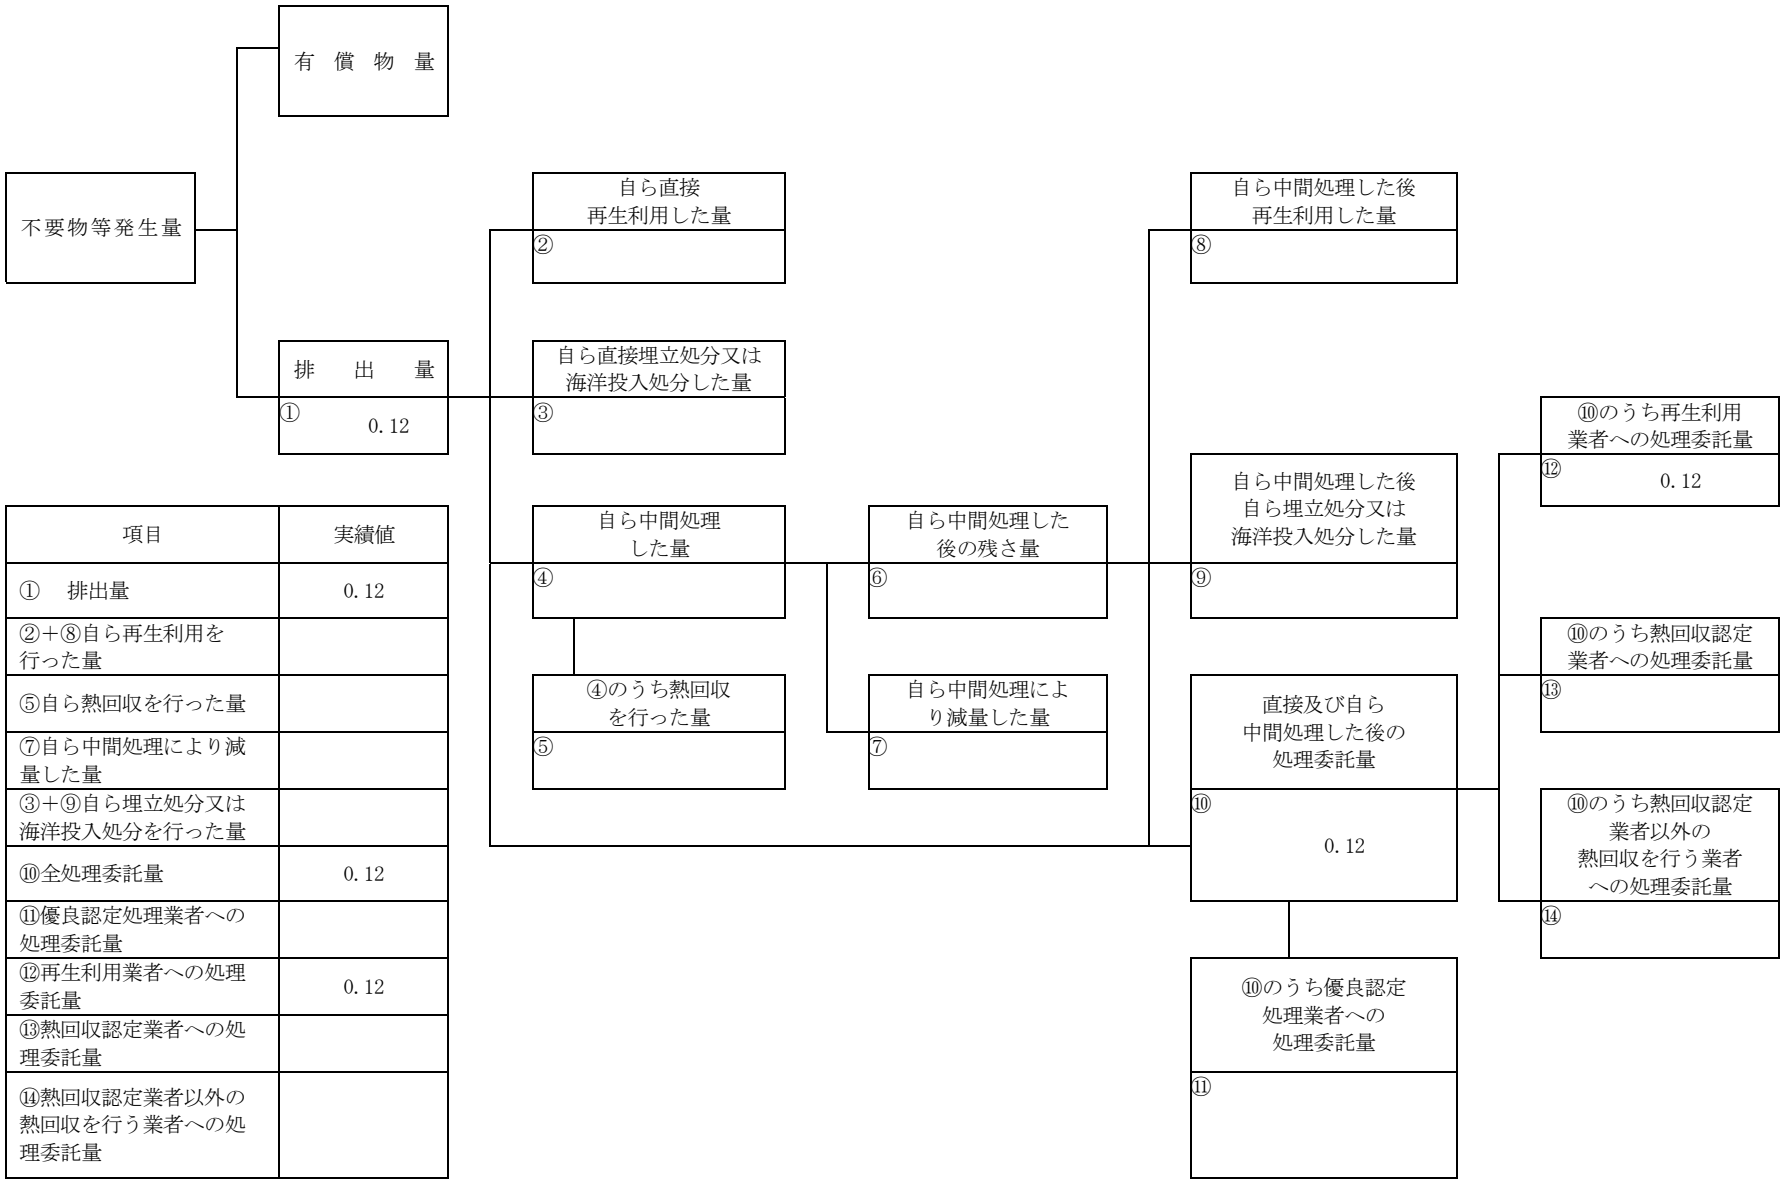 有 償 物 量
不要物等発生量
自ら直接
再生利用した量
②
自ら中間処理した後
再生利用した量
⑧
排 出 量
① 0.12
自ら直接埋立処分又は
海洋投入処分した量
③
⑩のうち再生利用
業者への処理委託量
⑫ 0.12
自ら中間処理
した量
④
自ら中間処理した
後の残さ量
⑥
自ら中間処理した後
自ら埋立処分又は
海洋投入処分した量
⑨
⑩のうち熱回収認定
業者への処理委託量
⑬
④のうち熱回収
を行った量
⑤
自ら中間処理によ
り減量した量
⑦
直接及び自ら
中間処理した後の
処理委託量
⑩
0.12
⑩のうち熱回収認定
業者以外の
熱回収を行う業者
への処理委託量
⑭
⑩のうち優良認定
処理業者への
処理委託量
⑪
項目 実績値
① 排出量 0.12
②＋⑧自ら再生利用を
行った量
⑤自ら熱回収を行った量
⑦自ら中間処理により減
量した量
③＋⑨自ら埋立処分又は
海洋投入処分を行った量
⑩全処理委託量 0.12
⑪優良認定処理業者への
処理委託量
⑫再生利用業者への処理
委託量 0.12
⑬熱回収認定業者への処
理委託量
⑭熱回収認定業者以外の
熱回収を行う業者への処
理委託量